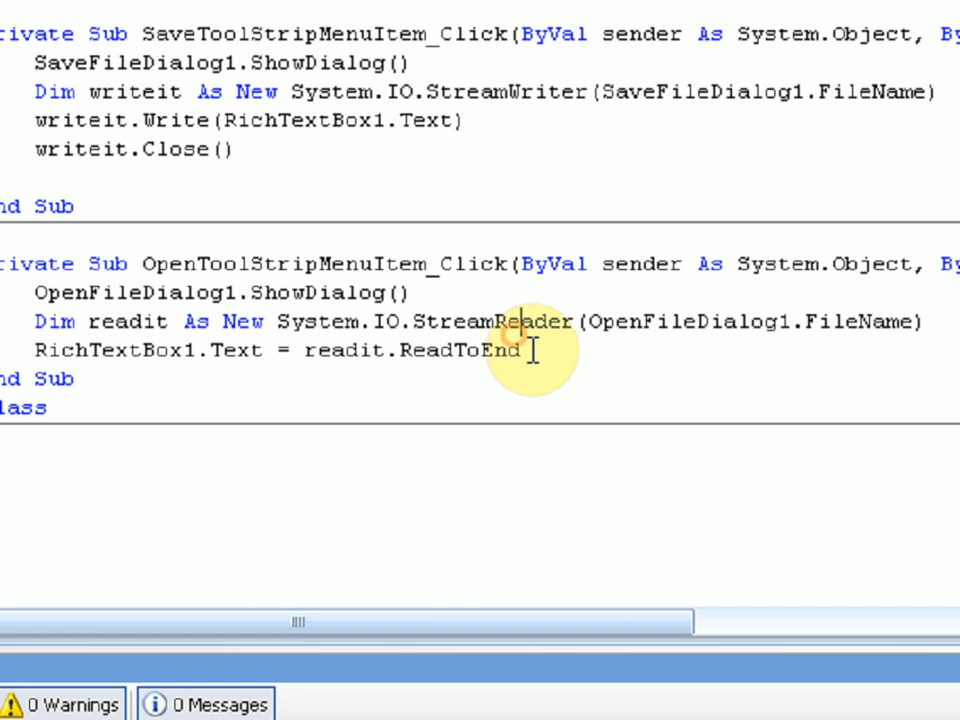 rivate Sub SaveToolStripMenuItem_Click(ByVal sender As System.Object, By
SaveFileDialog1.ShowDialog()
Dim writeit As New System.IO.StreamWriter(SaveFileDialog1.FileName)
writeit.Write(RichTextBox1.Text)
writeit.Close()
nd Sub
rivate Sub OpenToolStripMenuItem_Click(ByVal sender As System.Object, By
OpenFileDialog1.ShowDialog()
Dim readit As New System.IO.StreamReader(OpenFileDialog1.FileName)
RichTextBox1.Text = readit.ReadToEnd
nd Sub
lass
0 Warnings
0 Messages